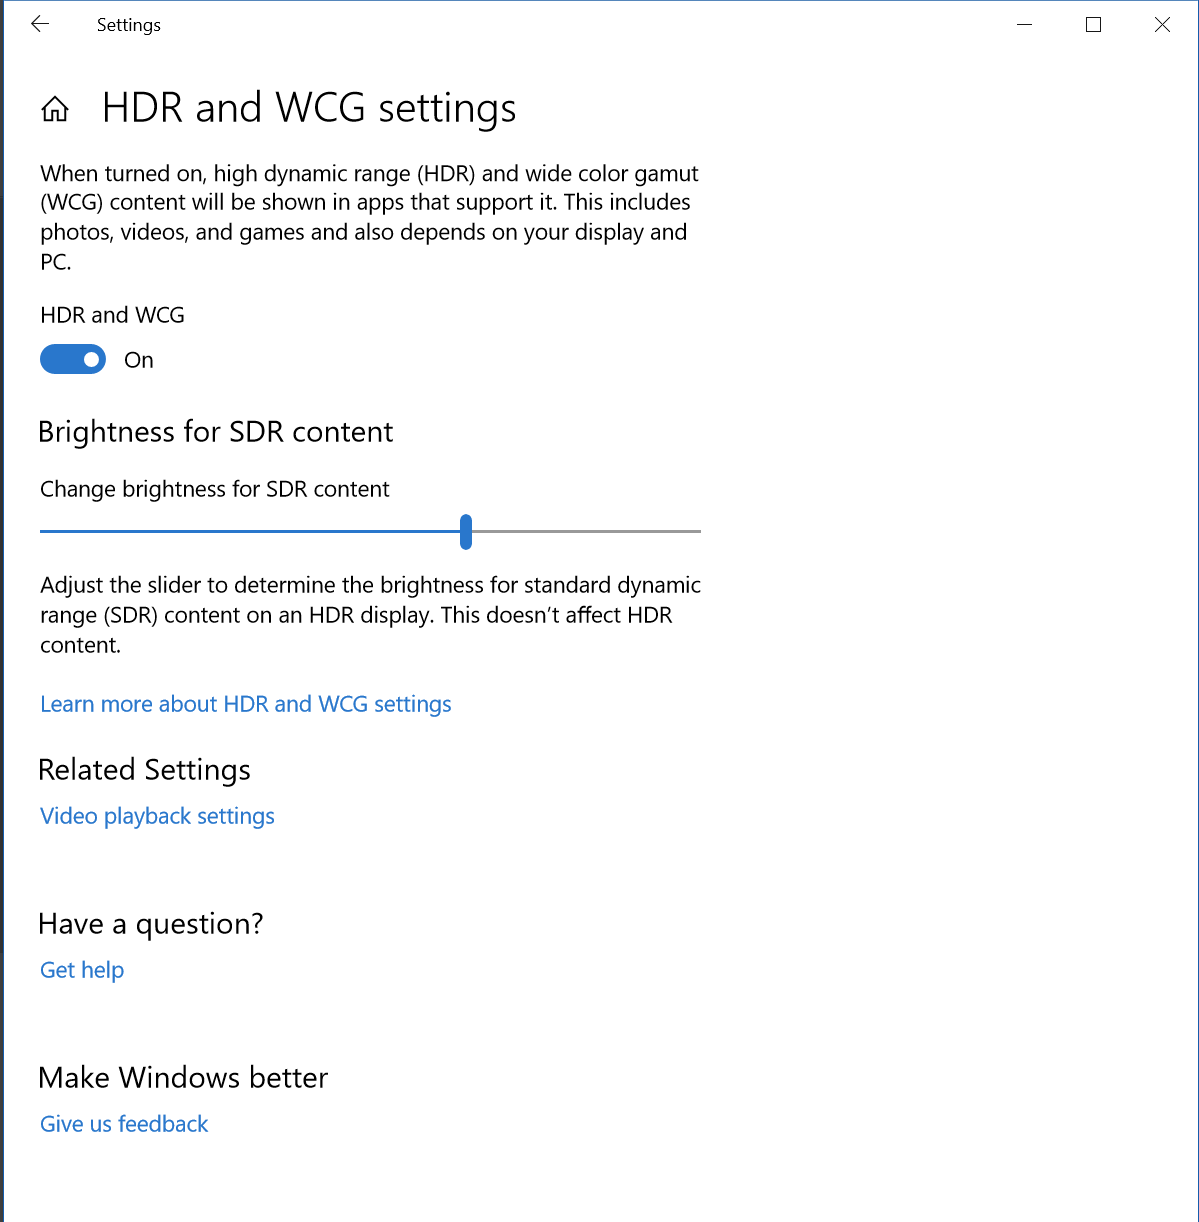 Settings
HDR and WCG settings
When turned on, high dynamic range (HDR) and wide color gamut
(WCG) content will be shown in apps that support it. This includes
photos, videos, and games and also depends on your display and
PC.
HDR and WCG
On
Brightness for SDR content
Change brightness for SDR content
Adjust the slider to determine the brightness for standard dynamic
range (SDR) content on an HDR display. This doesn’t affect HDR
content.
Learn more about HDR and WCG settings
Related Settings
Video playback settings
Have a question?
Get help
Make Windows better
Give us feedback